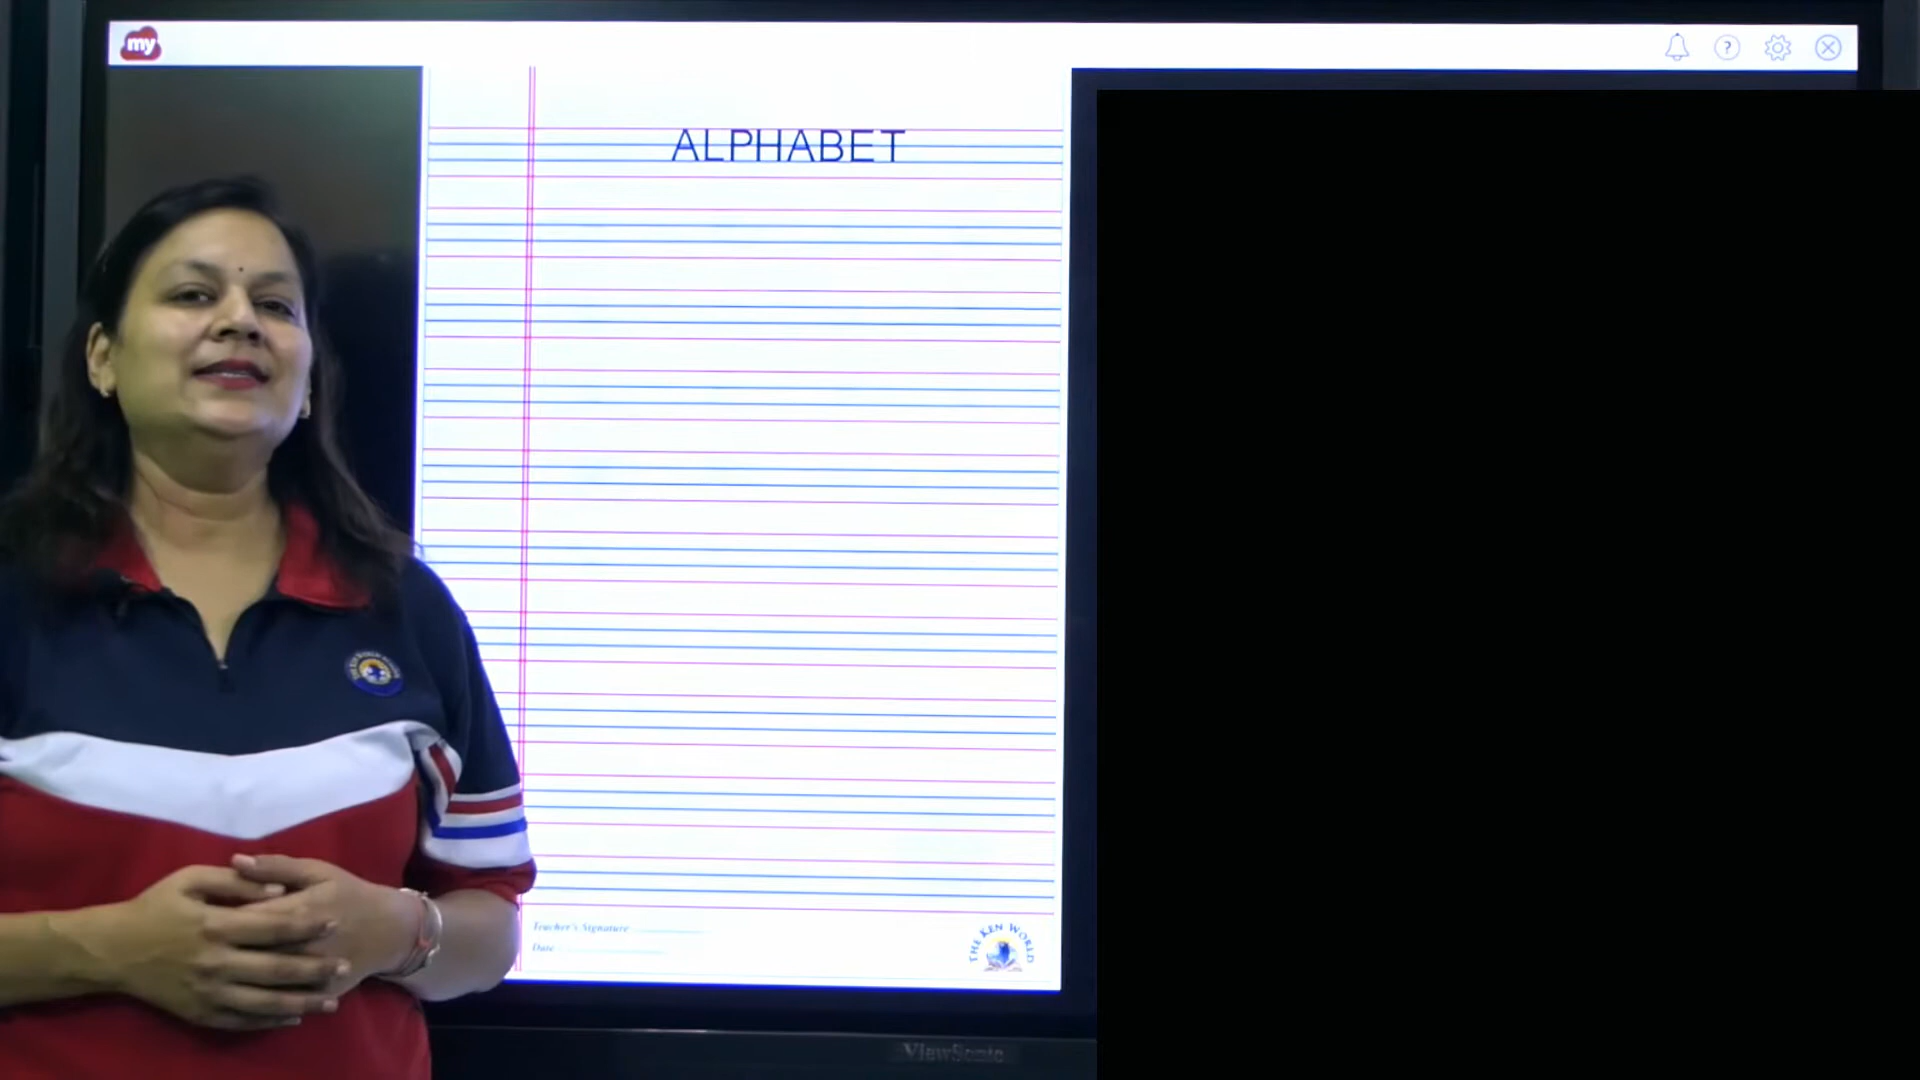 my
?
ALPHABET
Teacher's Signature
Date
THE KEN WORLD
ViewSonic